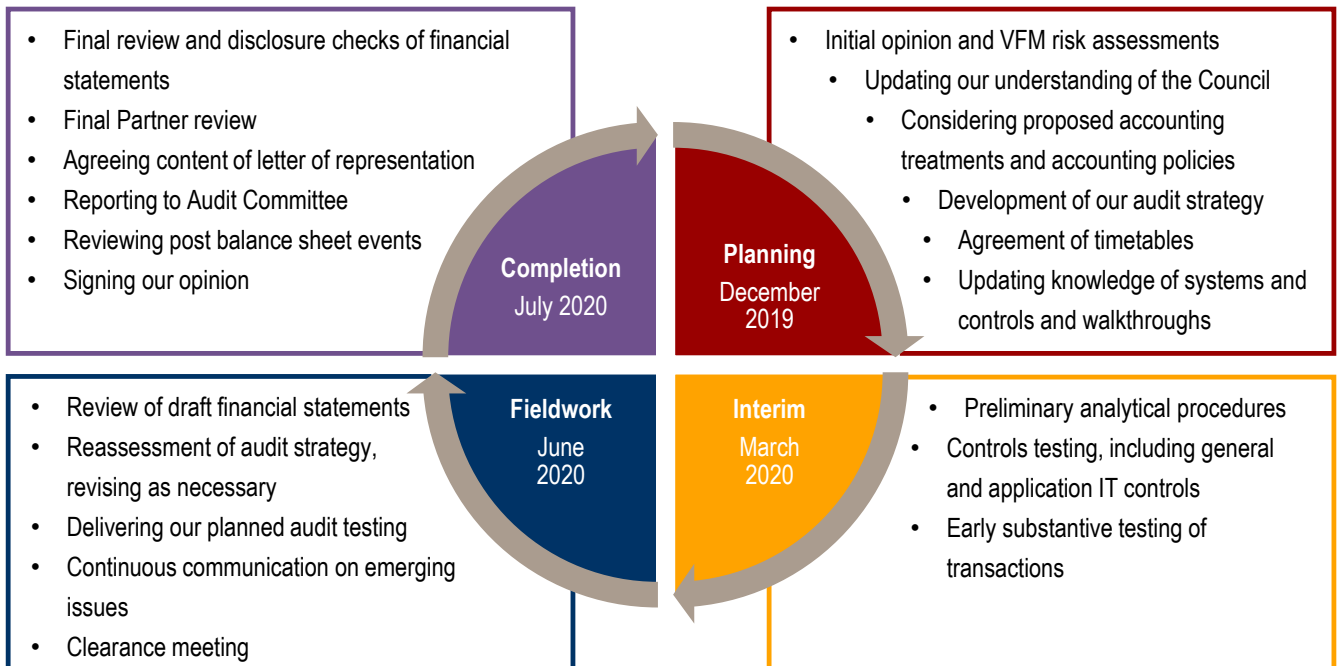 • Final review and disclosure checks of financial
statements
• Final Partner review
• Agreeing content of letter of representation
• Reporting to Audit Committee
• Reviewing post balance sheet events
• Signing our opinion
Completion
July 2020
• Initial opinion and VFM risk assessments
• Updating our understanding of the Council
• Considering proposed accounting
treatments and accounting policies
• Development of our audit strategy
• Agreement of timetables
• Updating knowledge of systems and
controls and walkthroughs
Planning
December
2019
• Review of draft financial statements
• Reassessment of audit strategy,
revising as necessary
• Delivering our planned audit testing
• Continuous communication on emerging
issues
• Clearance meeting
Fieldwork
June
2020
Interim
March
2020
• Preliminary analytical procedures
• Controls testing, including general
and application IT controls
• Early substantive testing of
transactions